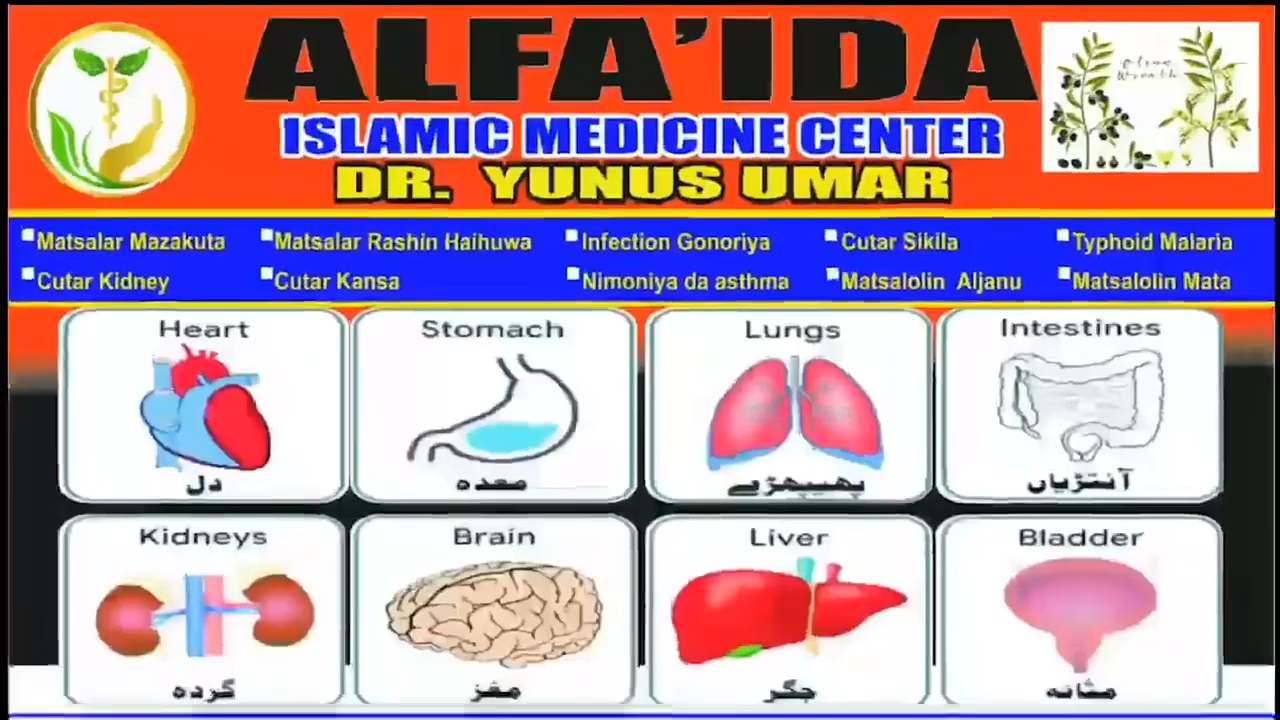 ALFA'IDA
ISLAMIC MEDICINE CENTER
DR. YUNUS UMAR
Olive
Wreath
Matsalar Mazakuta
Matsalar Rashin Haihuwa
Infection Gonoriya
Cutar Sikila
Typhoid Malaria
Cutar Kidney
Cutar Kansa
Nimoniya da asthma
Matsalolin Aljanu
Matsalolin Mata
Heart
Stomach
Lungs
Intestines
دل
معدہ
پھیپھڑے
آنتڑیاں
Kidneys
Brain
Liver
Bladder
گردہ
مغز
جگر
مثانہ